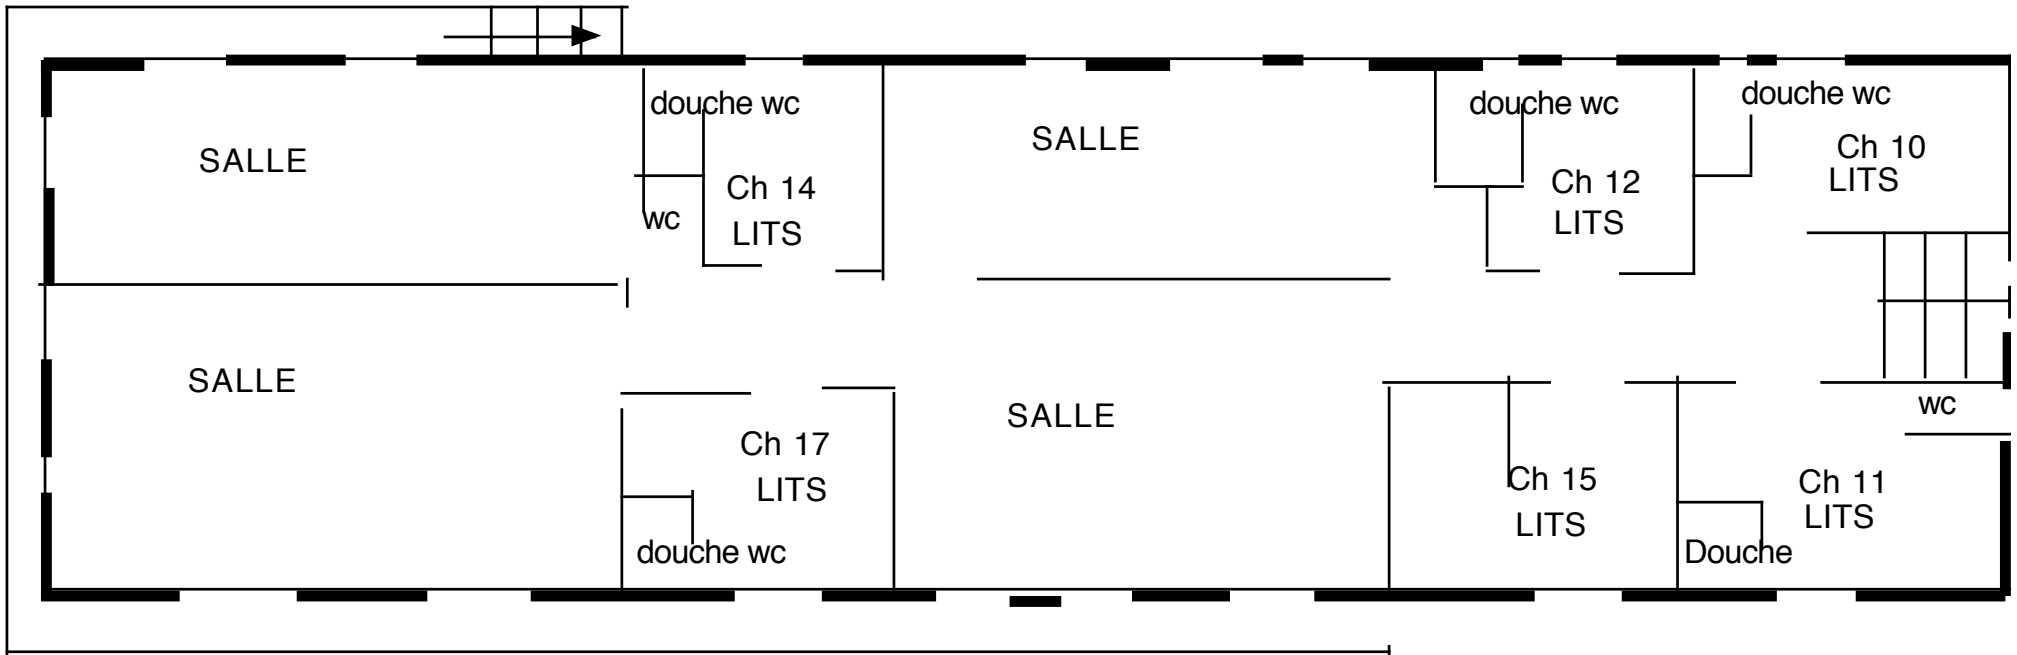 douche wc
douche wc
douche wc
SALLE
SALLE
Ch 10
LITS
Ch 14
LITS
wc
Ch 12
LITS
SALLE
SALLE
wc
Ch 17
LITS
douche wc
Ch 15
LITS
Ch 11
LITS
Douche